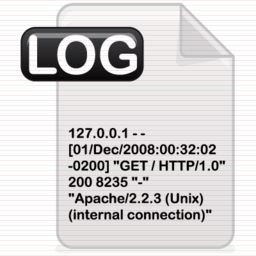 LOG
127.0.0.1 - -
[01/Dec/2008:00:32:02
-0200] "GET / HTTP/1.0"
200 8235 "-"
"Apache/2.2.3 (Unix)
(internal connection)"